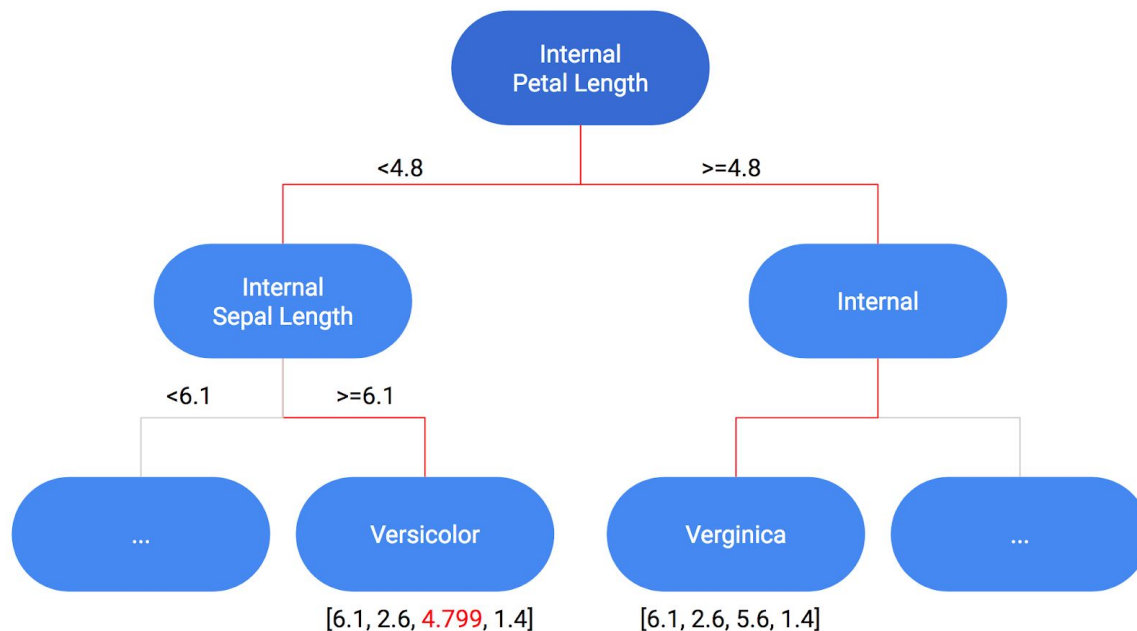 Internal
Petal Length
<4.8
>=4.8
Internal
Sepal Length
Internal
<6.1
>=6.1
...
Versicolor
Verginica
...
[6.1, 2.6, 4.799, 1.4]
[6.1, 2.6, 5.6, 1.4]